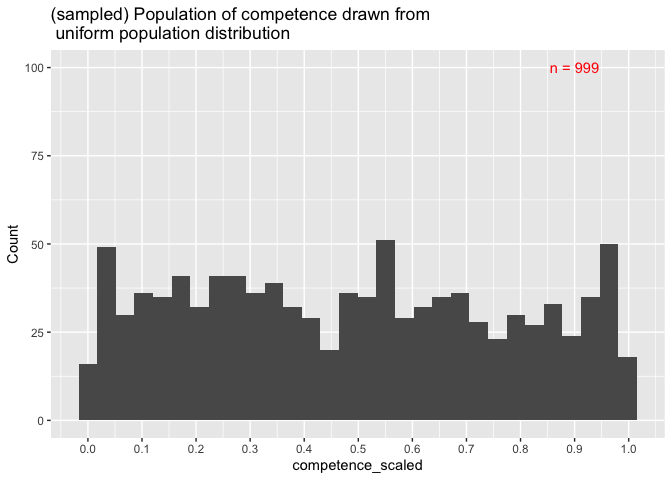 (sampled) Population of competence drawn from
uniform population distribution
n = 999
100
75
50
25
0
Count
0.0 0.1 0.2 0.3 0.4 0.5 0.6 0.7 0.8 0.9 1.0
competence_scaled